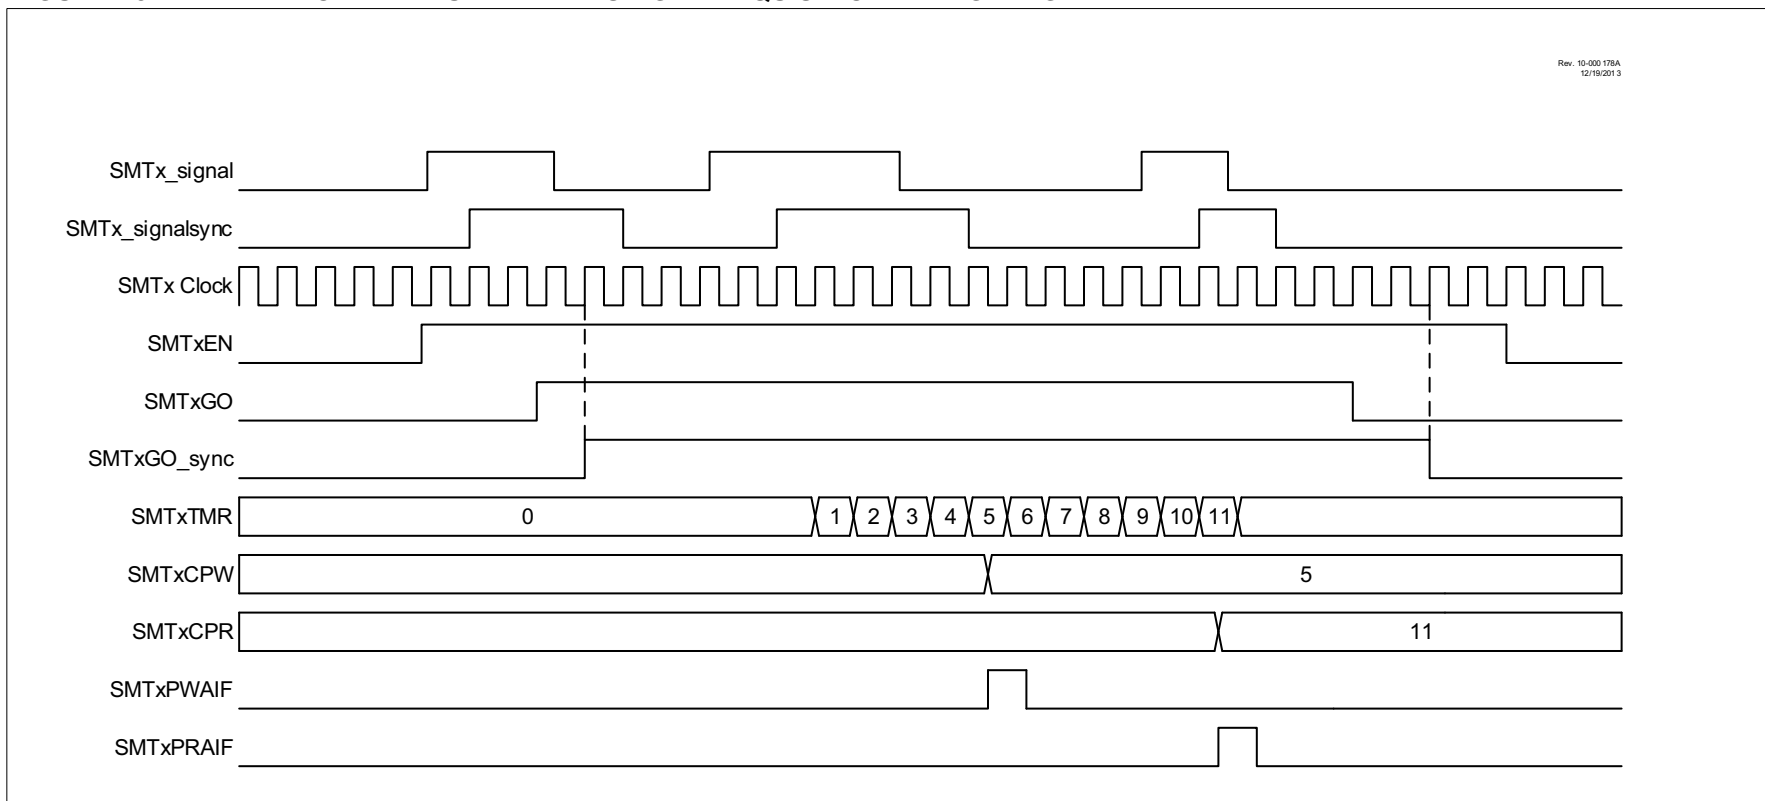 Rev. 10-000 178A
12/19/201 3
SMTx_signal
SMTx_signalsync
SMTx Clock
SMTxEN
SMTxGO
SMTxGO_sync
SMTxTMR 0 1 2 3 4 5 6 7 8 9 10 11
SMTxCPW 5
SMTxCPR 11
SMTxPWAIF
SMTxPRAIF